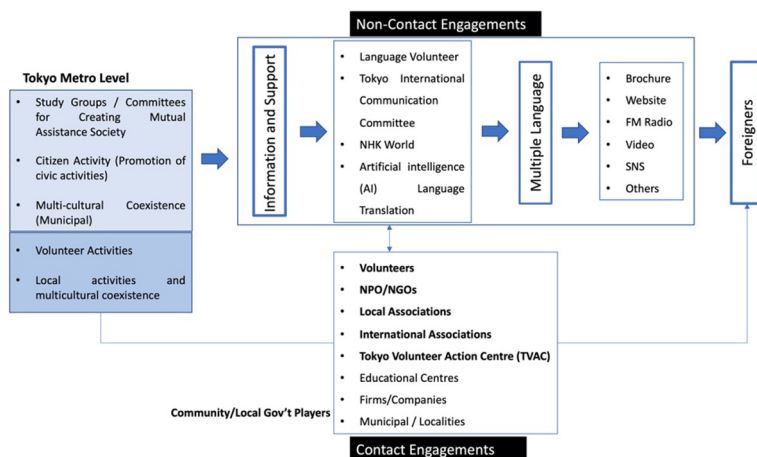 Non-Contact Engagements
Tokyo Metro Level
• Study Groups / Committees
for Creating Mutual
Assistance Society
• Citizen Activity (Promotion of
civic activities)
• Multi-cultural Coexistence
(Municipal)
• Volunteer Activities
• Local activities and
multicultural coexistence
Information and Support
• Language Volunteer
• Tokyo International
Communication
Committee
• NHK World
• Artificial intelligence
(AI) Language
Translation
Multiple Language
• Brochure
• Website
• FM Radio
• Video
• SNS
• Others
Foreigners
• Volunteers
• NPO/NGOs
• Local Associations
• International Associations
• Tokyo Volunteer Action Centre (TVAC)
• Educational Centres
• Firms/Companies
• Municipal / Localities
Community/Local Gov't Players
Contact Engagements